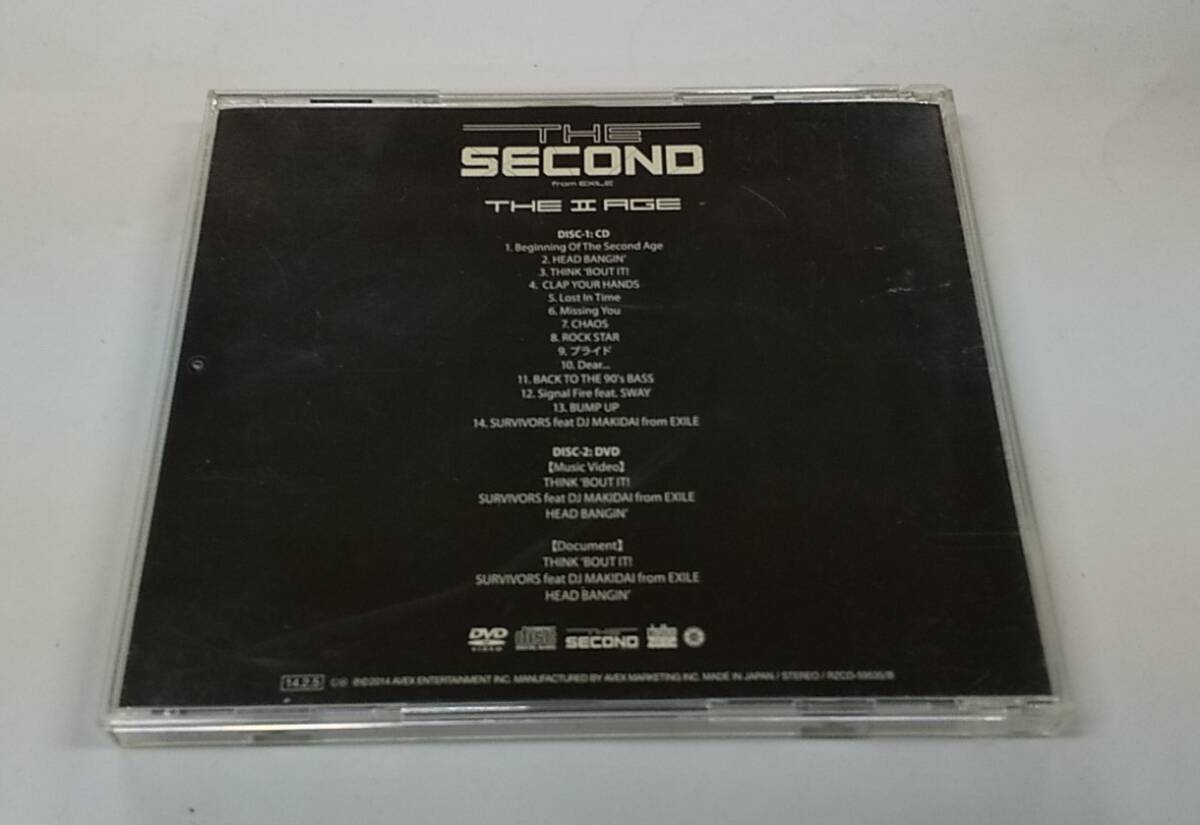 THE
SECOND
from EXILE
THE II AGE
DISC-1: CD
1. Beginning Of The Second Age
2. HEAD BANGIN'
3. THINK 'BOUT IT!
4. CLAP YOUR HANDS
5. Lost In Time
6. Missing You
7. CHAOS
8. ROCK STAR
9. プライド
10. Dear...
11. BACK TO THE 90's BASS
12. Signal Fire feat. SWAY
13. BUMP UP
14. SURVIVORS feat DJ MAKIDAI from EXILE
DISC-2: DVD
【Music Video】
THINK 'BOUT IT!
SURVIVORS feat DJ MAKIDAI from EXILE
HEAD BANGIN'
【Document】
THINK 'BOUT IT!
SURVIVORS feat DJ MAKIDAI from EXILE
HEAD BANGIN'
DVD VIDEO THE SECOND
14.2.5 ℗©2014 AVEX ENTERTAINMENT INC. MANUFACTURED BY AVEX MARKETING INC. MADE IN JAPAN / STEREO /